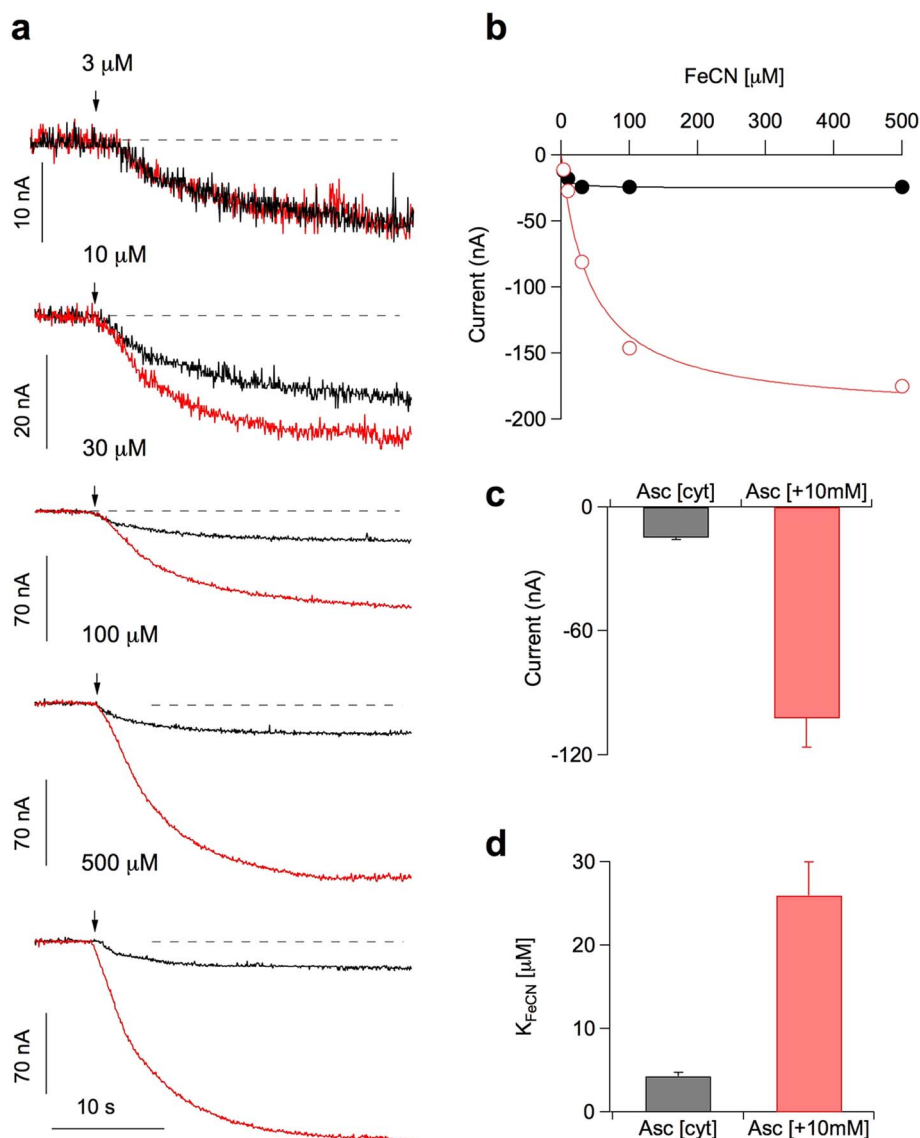 a
3 μM
10 nA
10 μM
20 nA
30 μM
70 nA
100 μM
70 nA
500 μM
70 nA
10 s
b
FeCN [μM]
0 100 200 300 400 500
0
-50
-100
-150
-200
Current (nA)
c
Asc [cyt] Asc [+10mM]
0
-60
-120
Current (nA)
d
30
20
10
0
K_FeCN [μM]
Asc [cyt] Asc [+10mM]